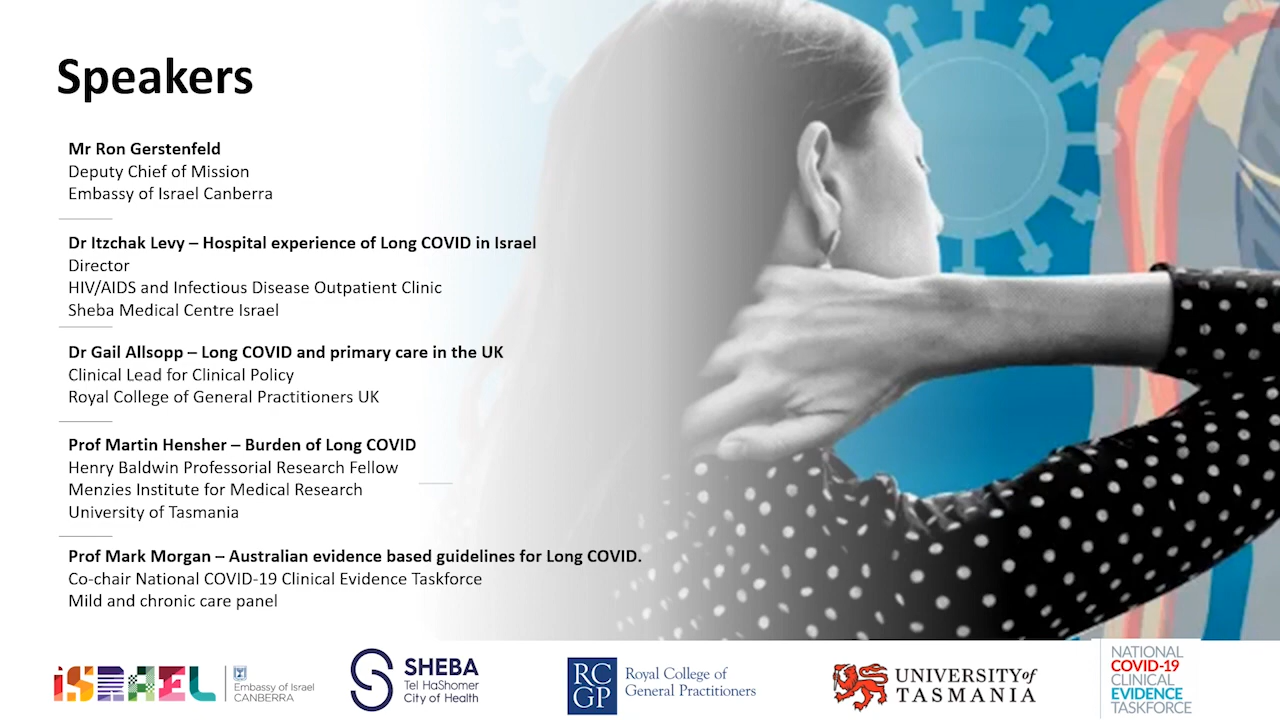 Speakers
Mr Ron Gerstenfeld
Deputy Chief of Mission
Embassy of Israel Canberra
Dr Itzchak Levy – Hospital experience of Long COVID in Israel
Director
HIV/AIDS and Infectious Disease Outpatient Clinic
Sheba Medical Centre Israel
Dr Gail Allsopp – Long COVID and primary care in the UK
Clinical Lead for Clinical Policy
Royal College of General Practitioners UK
Prof Martin Hensher – Burden of Long COVID
Henry Baldwin Professorial Research Fellow
Menzies Institute for Medical Research
University of Tasmania
Prof Mark Morgan – Australian evidence based guidelines for Long COVID.
Co-chair National COVID-19 Clinical Evidence Taskforce
Mild and chronic care panel
iSRAEL
Embassy of Israel
CANBERRA
SHEBA
Tel HaShomer
City of Health
RC
GP
Royal College of
General Practitioners
UNIVERSITY of
TASMANIA
NATIONAL
COVID-19
CLINICAL
EVIDENCE
TASKFORCE